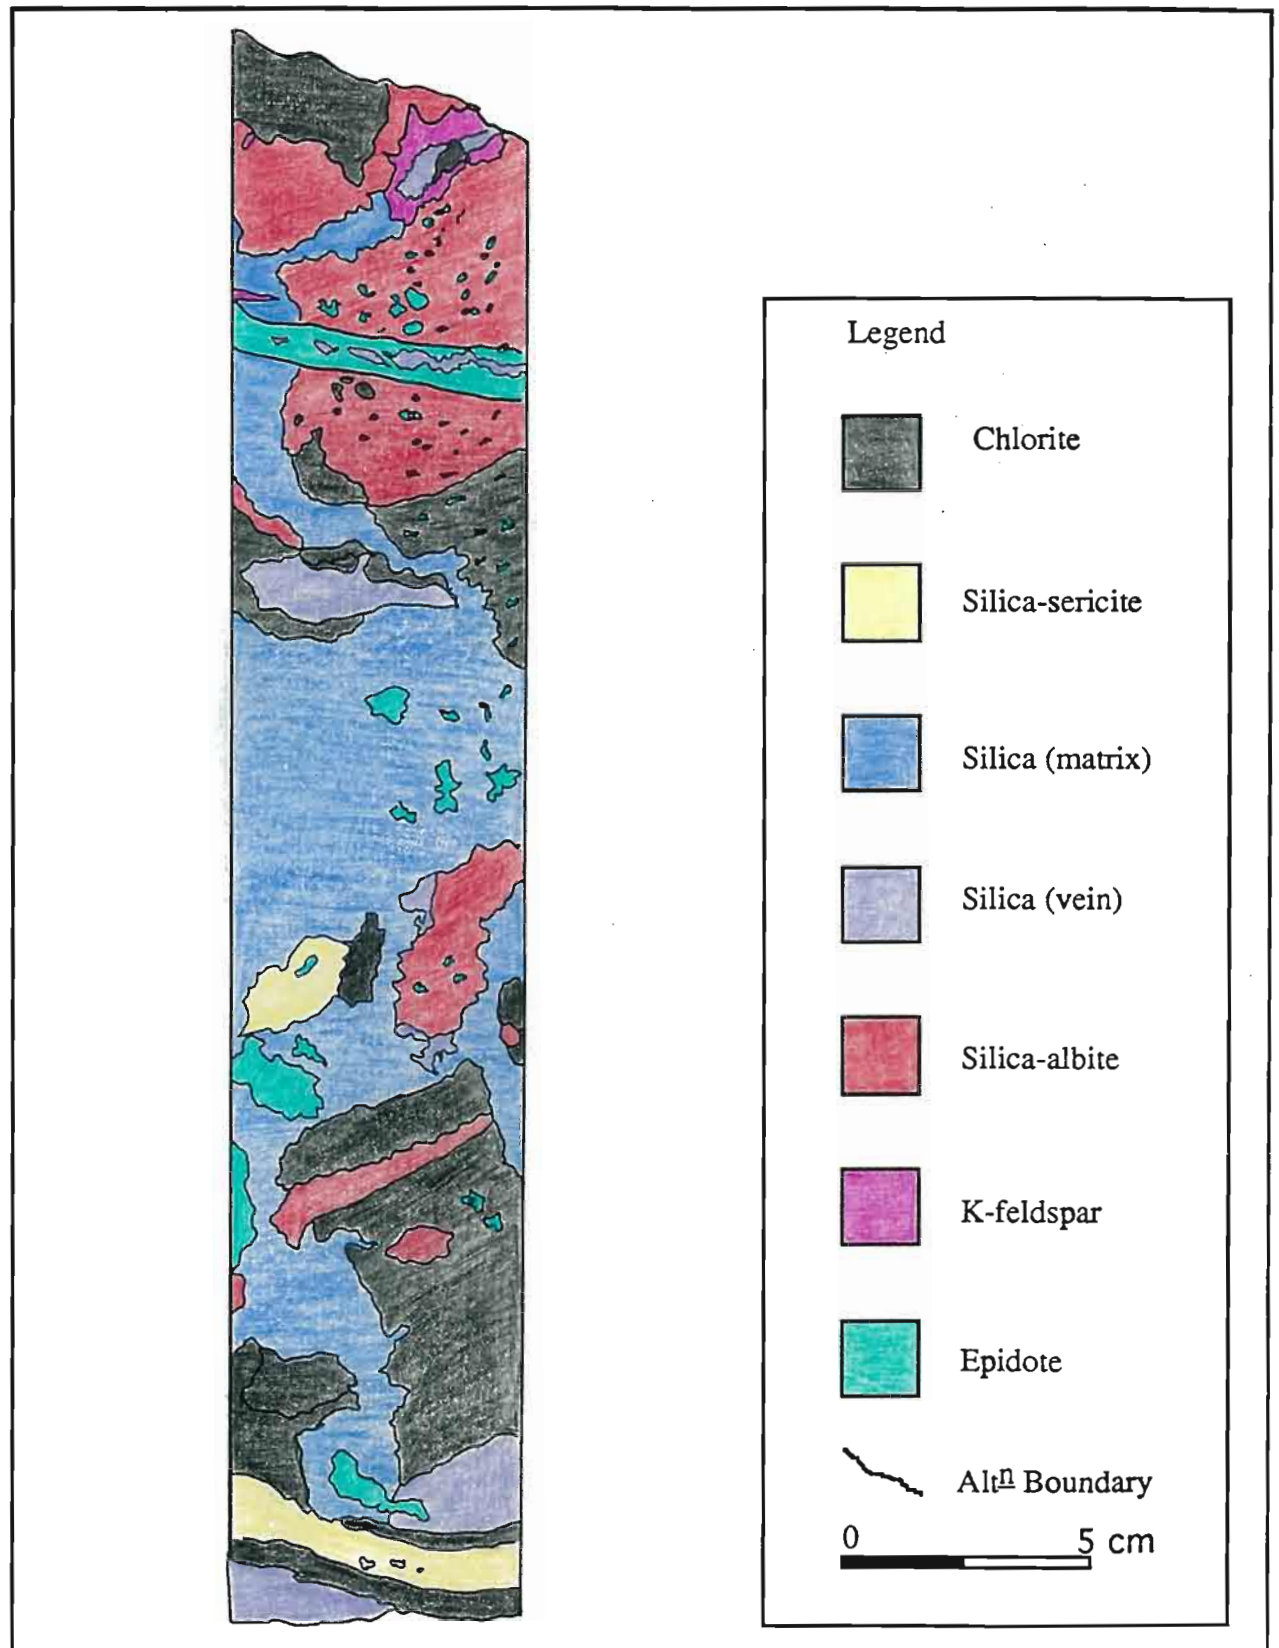 Legend
Chlorite
Silica-sericite
Silica (matrix)
Silica (vein)
Silica-albite
K-feldspar
Epidote
Altn Boundary
0 5 cm